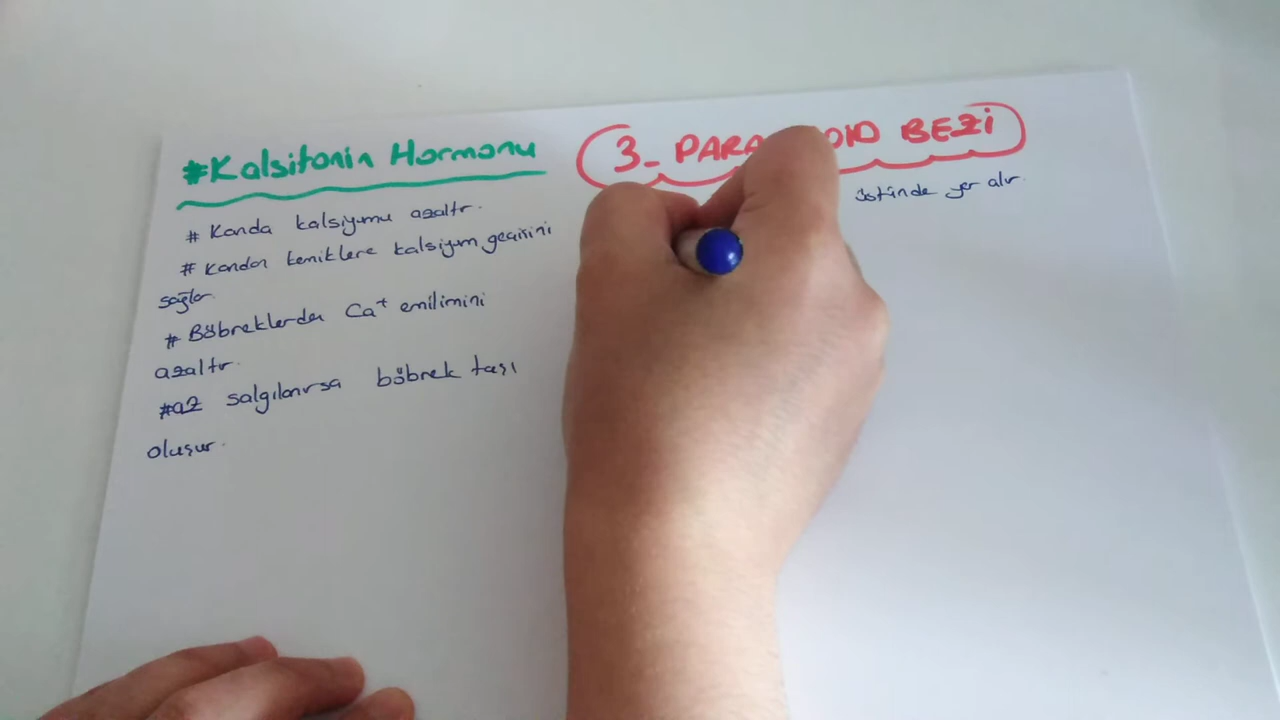 #Kalsitonin Hormonu
# Kanda kalsiyumu azaltır.
# Kandan kemiklere kalsiyum geçişini
sağlar.
# Böbreklerden Ca+ emilimini
azaltır.
#az salgılanırsa böbrek taşı
oluşur.
3_ PARA OID BEZİ
üstünde yer alır.